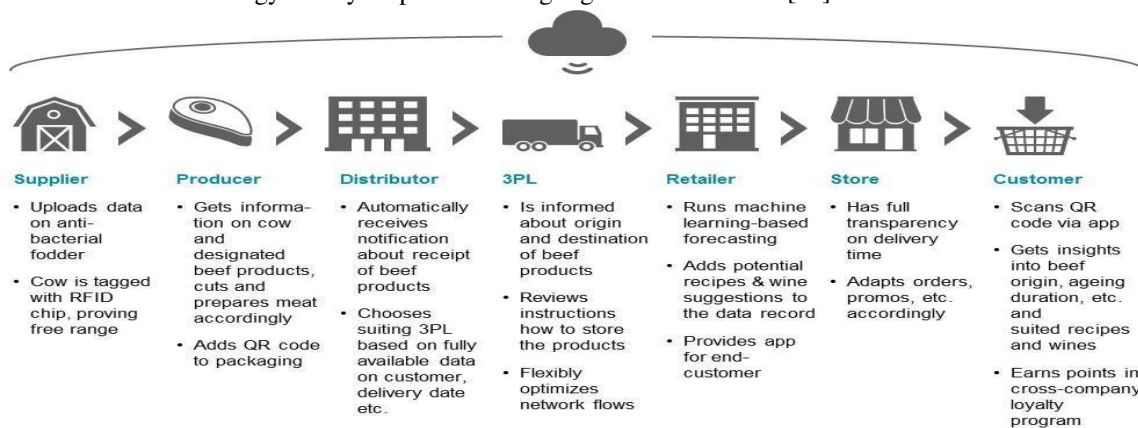 Supplier
• Uploads data
on anti-
bacterial
fodder
• Cow is tagged
with RFID
chip, proving
free range
Producer
• Gets informa-
tion on cow
and
designated
beef products,
cuts and
prepares meat
accordingly
• Adds QR code
to packaging
Distributor
• Automatically
receives
notification
about receipt
of beef
products
• Chooses
suiting 3PL
based on fully
available data
on customer,
delivery date
etc.
3PL
• Is informed
about origin
and destination
of beef
products
• Reviews
instructions
how to store
the products
• Flexibly
optimizes
network flows
Retailer
• Runs machine
learning-based
forecasting
• Adds potential
recipes & wine
suggestions to
the data record
• Provides app
for end-
customer
Store
• Has full
transparency
on delivery
time
• Adapts orders,
promos, etc.
accordingly
Customer
• Scans QR
code via app
• Gets insights
into beef
origin, ageing
duration, etc.
and
suited recipes
and wines
• Earns points in
cross-company
loyalty
program